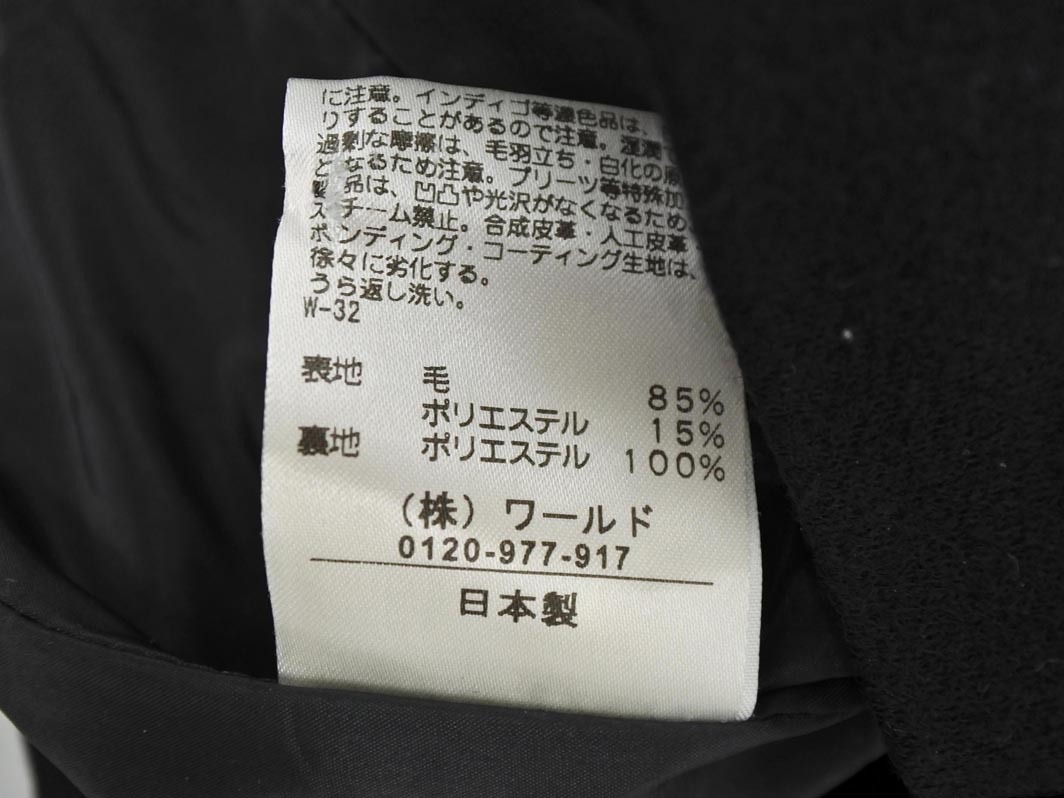 に注意。インディゴ等濃色品は、
りすることがあるので注意。湿潤
過剰な摩擦は、毛羽立ち・白化の
となるため注意。プリーツ等特殊加
製品は、凹凸や光沢がなくなるため
スチーム禁止。合成皮革・人工皮革・
ボンディング・コーティング生地は、
徐々に劣化する。
うら返し洗い。
W-32
表地 毛 85%
ポリエステル 15%
裏地 ポリエステル 100%
(株) ワールド
0120-977-917
日本製